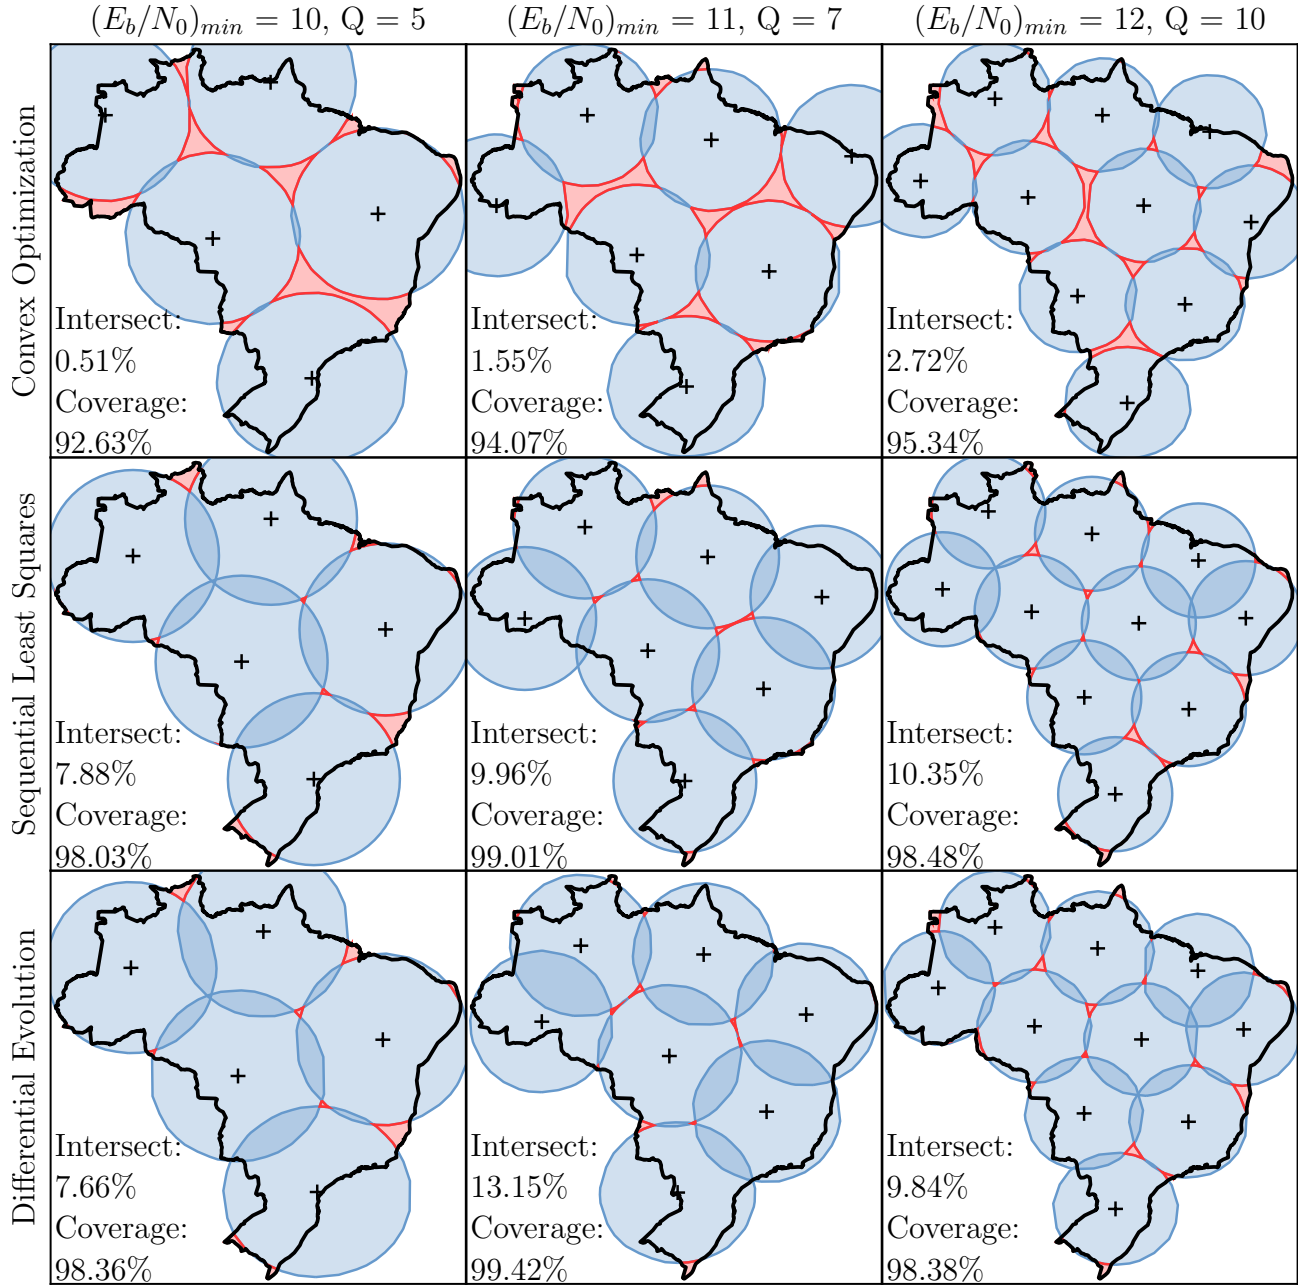 (E_b/N_0)_min = 10, Q = 5
(E_b/N_0)_min = 11, Q = 7
(E_b/N_0)_min = 12, Q = 10
Convex Optimization
Intersect:
0.51%
Coverage:
92.63%
Intersect:
1.55%
Coverage:
94.07%
Intersect:
2.72%
Coverage:
95.34%
Sequential Least Squares
Intersect:
7.88%
Coverage:
98.03%
Intersect:
9.96%
Coverage:
99.01%
Intersect:
10.35%
Coverage:
98.48%
Differential Evolution
Intersect:
7.66%
Coverage:
98.36%
Intersect:
13.15%
Coverage:
99.42%
Intersect:
9.84%
Coverage:
98.38%